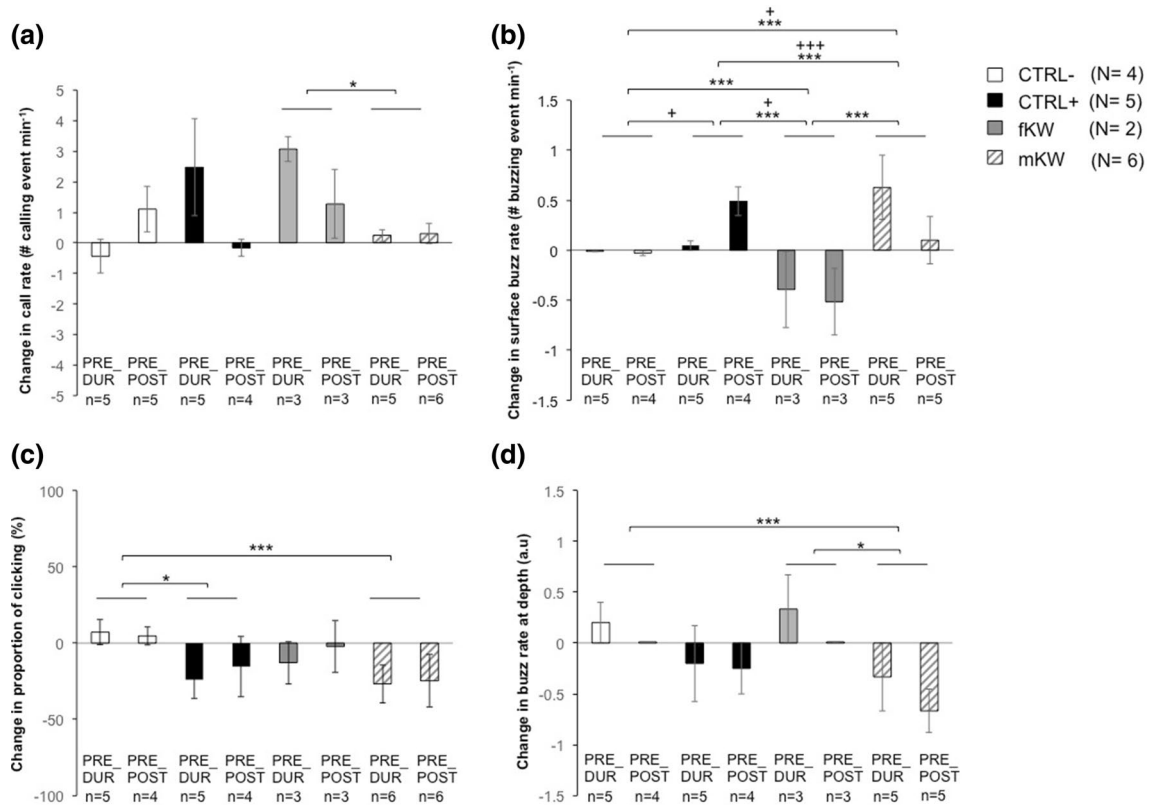 (a)
Change in call rate (# calling event min⁻¹)
5
4
3
2
1
0
-1
-2
-3
-4
-5
*
PRE_ PRE_ PRE_ PRE_ PRE_ PRE_ PRE_ PRE_
DUR POST DUR POST DUR POST DUR POST
n=5 n=5 n=5 n=4 n=3 n=3 n=5 n=6
(b)
Change in surface buzz rate (# buzzing event min⁻¹)
1.5
1
0.5
0
-0.5
-1
-1.5
+
***
+++
***
***
+
+ *** ***
PRE_ PRE_ PRE_ PRE_ PRE_ PRE_ PRE_ PRE_
DUR POST DUR POST DUR POST DUR POST
n=5 n=4 n=5 n=4 n=3 n=3 n=5 n=5
CTRL- (N= 4)
CTRL+ (N= 5)
fKW (N= 2)
mKW (N= 6)
(c)
Change in proportion of clicking (%)
100
50
0
-50
-100
***
*
PRE_ PRE_ PRE_ PRE_ PRE_ PRE_ PRE_ PRE_
DUR POST DUR POST DUR POST DUR POST
n=5 n=4 n=5 n=4 n=3 n=3 n=6 n=6
(d)
Change in buzz rate at depth (a.u)
1.5
1
0.5
0
-0.5
-1
-1.5
***
*
PRE_ PRE_ PRE_ PRE_ PRE_ PRE_ PRE_ PRE_
DUR POST DUR POST DUR POST DUR POST
n=5 n=4 n=5 n=4 n=3 n=3 n=5 n=5